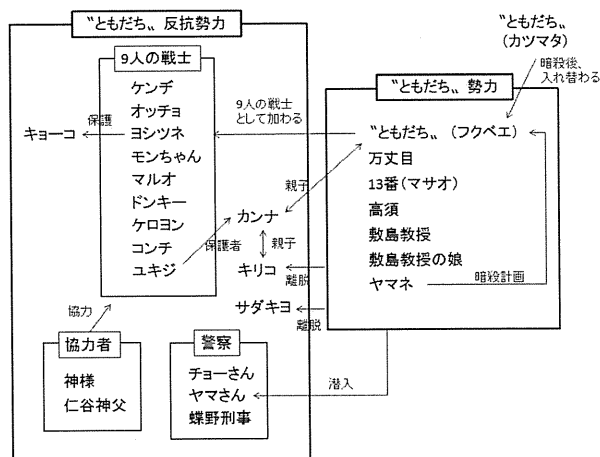 〝ともだち〟 反抗勢力
9人の戦士
ケンヂ
オッチョ
ヨシツネ
モンちゃん
マルオ
ドンキー
ケロヨン
コンチ
ユキジ
保護
キョーコ
9人の戦士
として加わる
親子
カンナ
保護者
親子
キリコ
離脱
サダキヨ
離脱
協力
協力者
神様
仁谷神父
警察
チョーさん
ヤマさん
蝶野刑事
潜入
〝ともだち〟
(カツマタ)
暗殺後、
入れ替わる
〝ともだち〟 勢力
〝ともだち〟 (フクベエ)
万丈目
13番(マサオ)
高須
敷島教授
敷島教授の娘
ヤマネ
暗殺計画